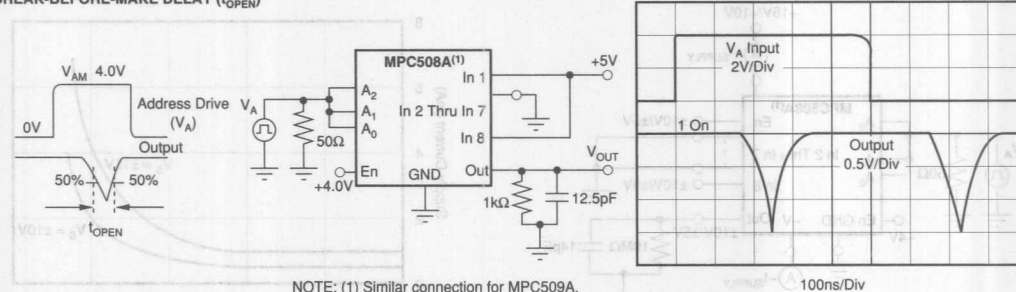 BREAK-BEFORE-MAKE DELAY (tOPEN)
VAM 4.0V
0V
Address Drive
(VA)
Output
50%
50%
tOPEN
VA
50Ω
+4.0V
MPC508A(1)
A2
A1
A0
En
GND
In 1
In 2 Thru In 7
In 8
Out
+5V
VOUT
1kΩ
12.5pF
NOTE: (1) Similar connection for MPC509A.
VA Input
2V/Div
1 On
Output
0.5V/Div
100ns/Div